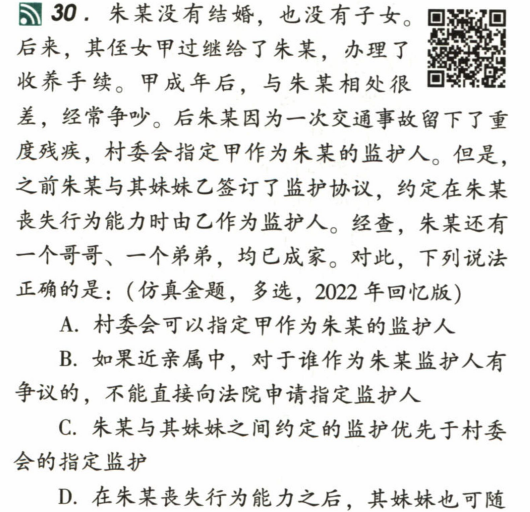 30. 朱某没有结婚，也没有子女。
后来，其侄女甲过继给了朱某，办理了
收养手续。甲成年后，与朱某相处很
差，经常争吵。后朱某因为一次交通事故留下了重
度残疾，村委会指定甲作为朱某的监护人。但是，
之前朱某与其妹妹乙签订了监护协议，约定在朱某
丧失行为能力时由乙作为监护人。经查，朱某还有
一个哥哥、一个弟弟，均已成家。对此，下列说法
正确的是：（仿真金题，多选，2022年回忆版）
A. 村委会可以指定甲作为朱某的监护人
B. 如果近亲属中，对于谁作为朱某监护人有
争议的，不能直接向法院申请指定监护人
C. 朱某与其妹妹之间约定的监护优先于村委
会的指定监护
D. 在朱某丧失行为能力之后，其妹妹也可随